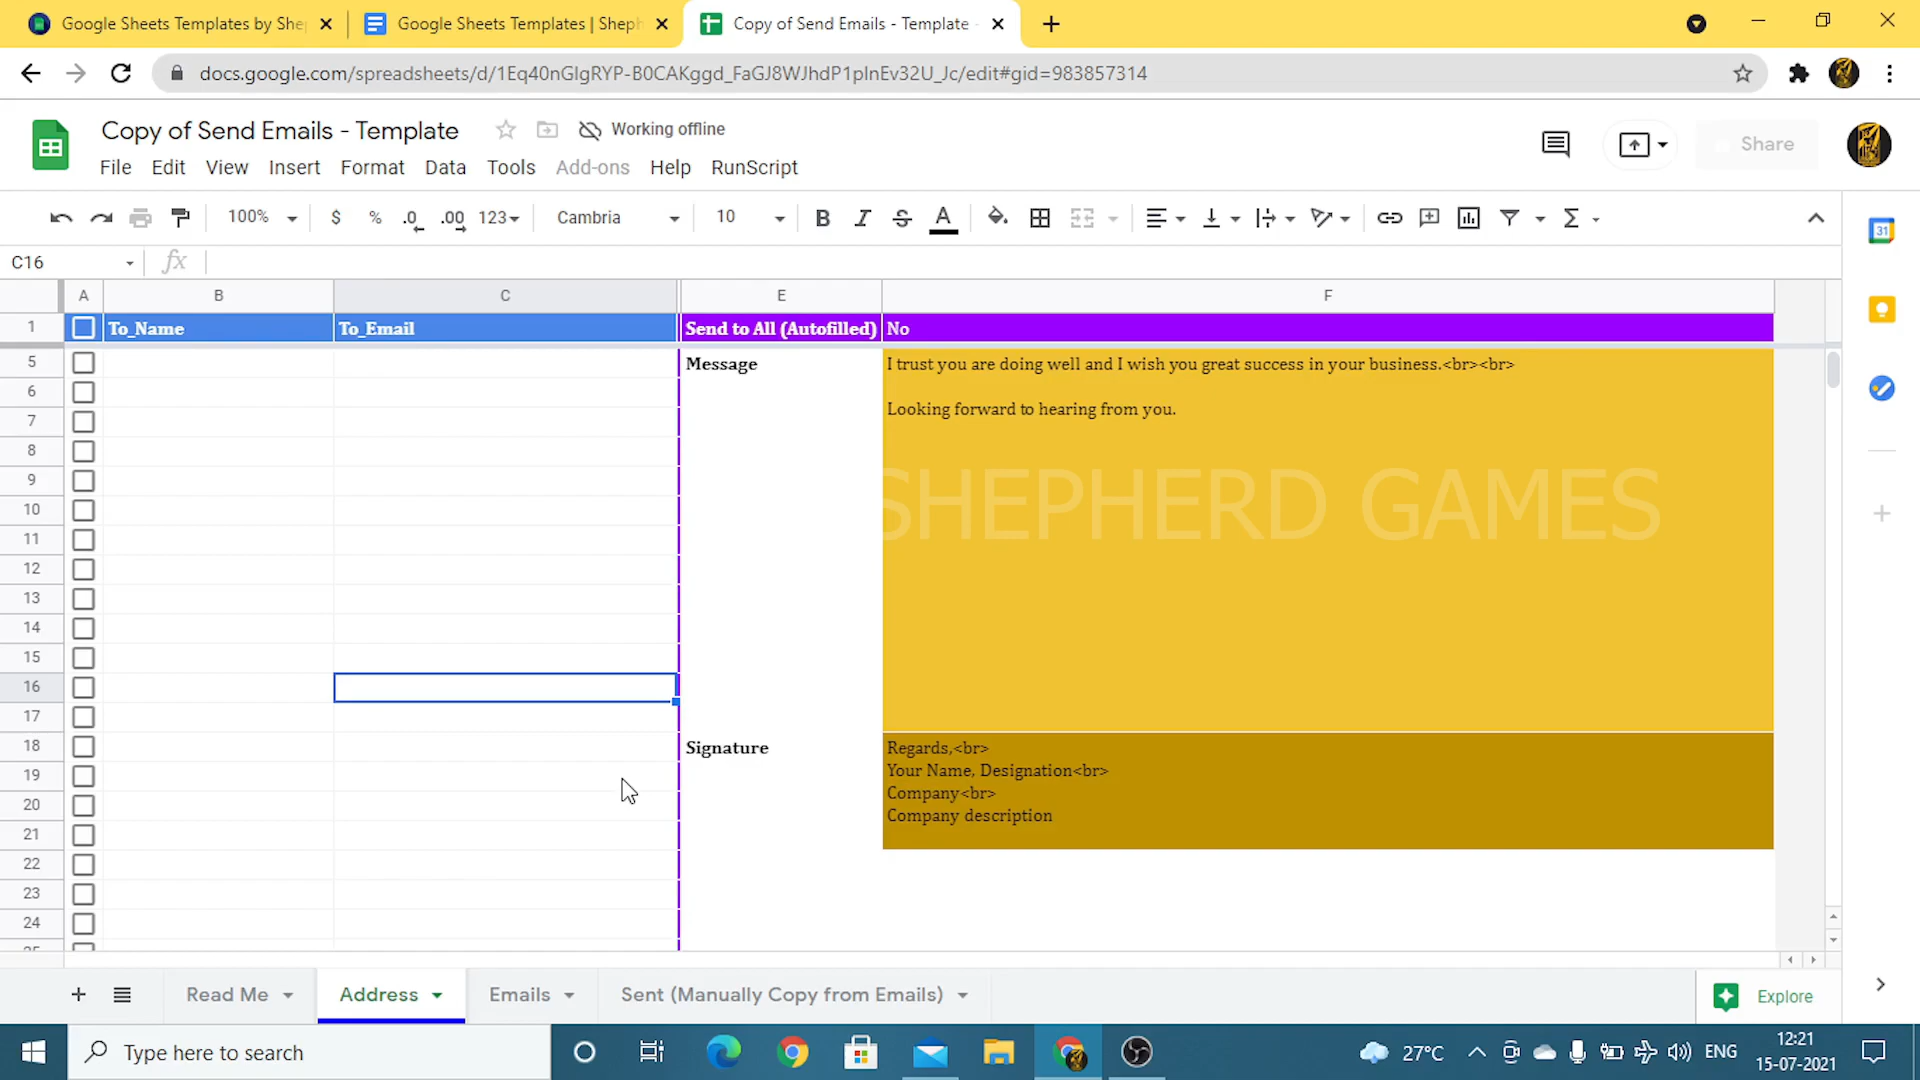 Google Sheets Templates by She
Google Sheets Templates | Sheph
Copy of Send Emails - Template -
docs.google.com/spreadsheets/d/1Eq40nGIgRYP-B0CAKggd_FaGJ8WJhdP1pInEv32U_Jc/edit#gid=983857314
Copy of Send Emails - Template
Working offline
Share
File Edit View Insert Format Data Tools Add-ons Help RunScript
100% $ % .0 .00 123 Cambria 10 B I S A Σ
31
C16 fx
A B C E F
1 To_Name To_Email Send to All (Autofilled) No
5 Message I trust you are doing well and I wish you great success in your business.<br><br>
6
Looking forward to hearing from you.
7
8
9
SHEPHERD GAMES
10
11
12
13
14
15
16
17
18 Signature Regards,<br>
19 Your Name, Designation<br>
20 Company<br>
Company description
21
22
23
24
25
Read Me Address Emails Sent (Manually Copy from Emails) Explore
Type here to search
27°C ENG
12:21
15-07-2021